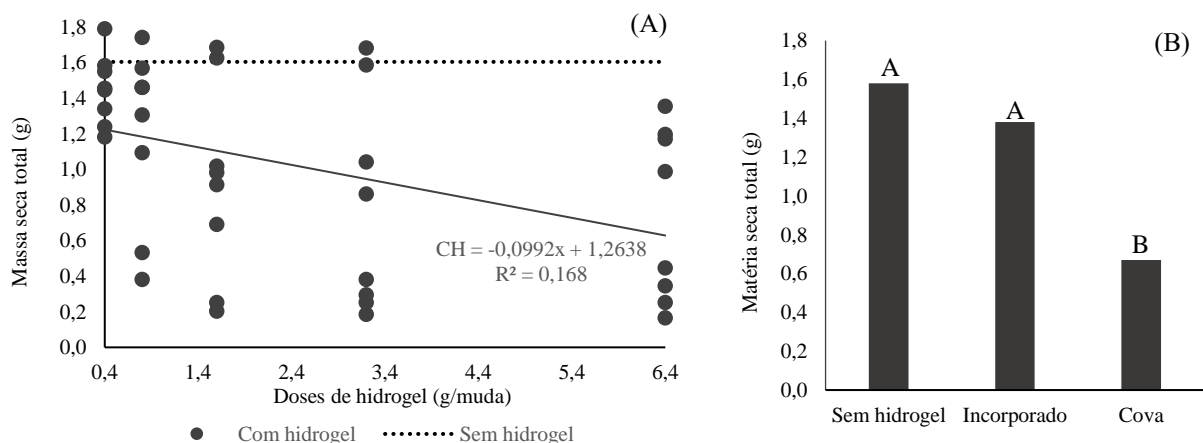 (A)
Massa seca total (g)
1,8
1,6
1,4
1,2
1,0
0,8
0,6
0,4
0,2
0,0
CH = -0,0992x + 1,2638
R² = 0,168
0,4 1,4 2,4 3,4 4,4 5,4 6,4
Doses de hidrogel (g/muda)
Com hidrogel Sem hidrogel
(B)
Matéria seca total (g)
1,8
1,6
1,4
1,2
1,0
0,8
0,6
0,4
0,2
0,0
A
A
B
Sem hidrogel Incorporado Cova